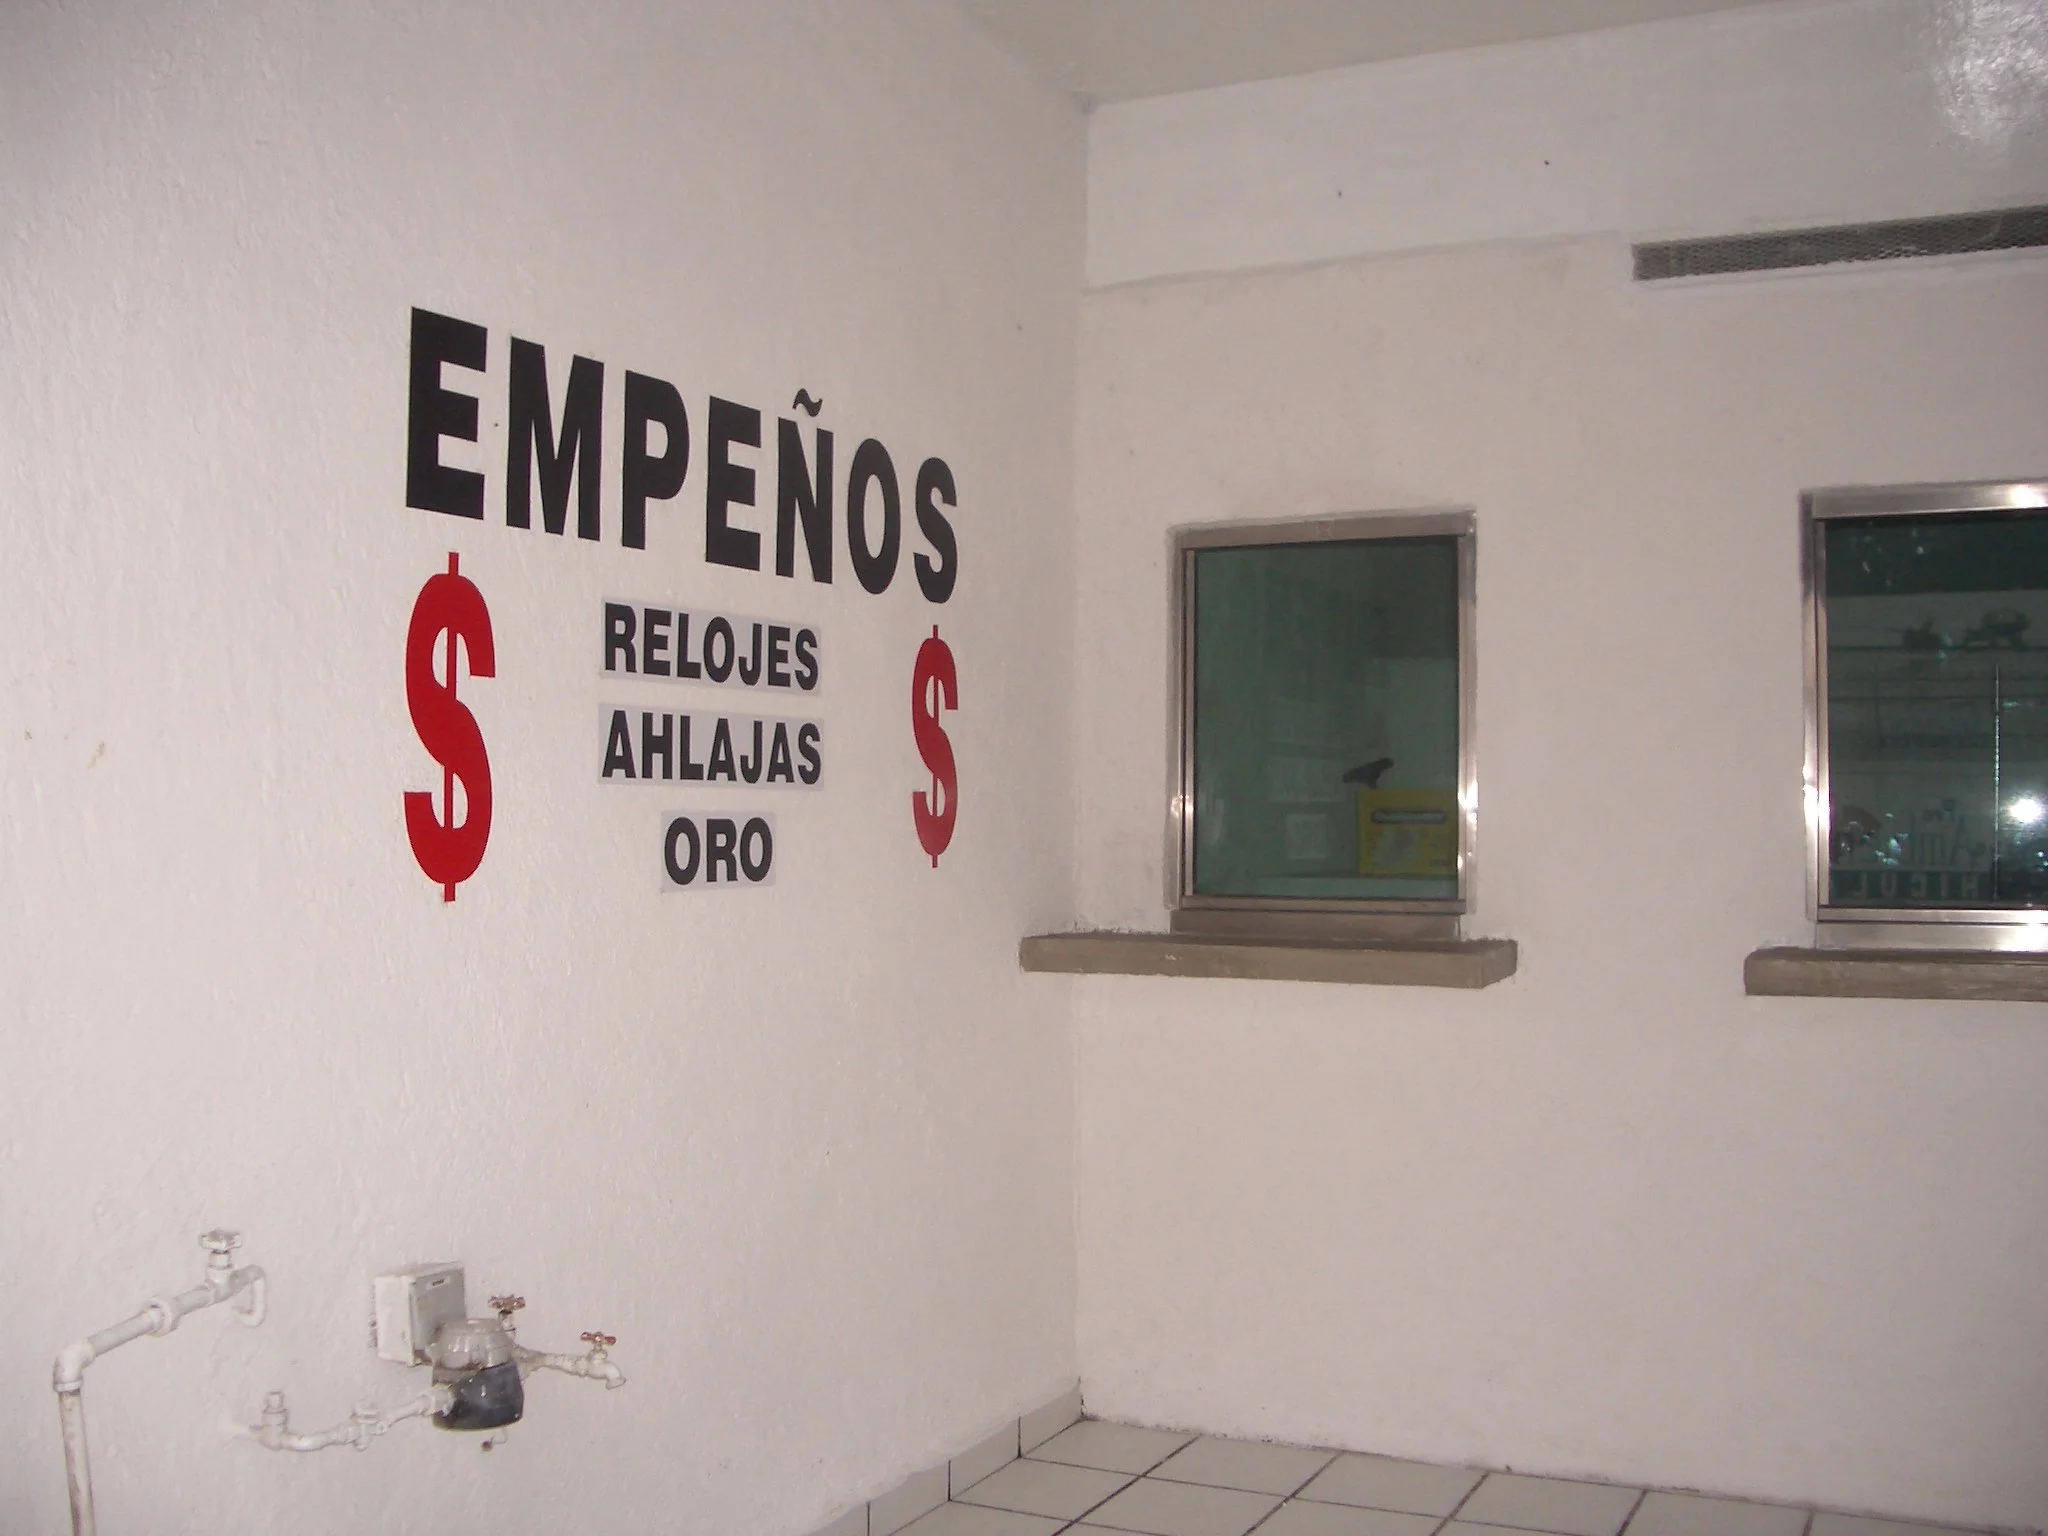 EMPEÑOS
$ $
RELOJES
AHLAJAS
ORO